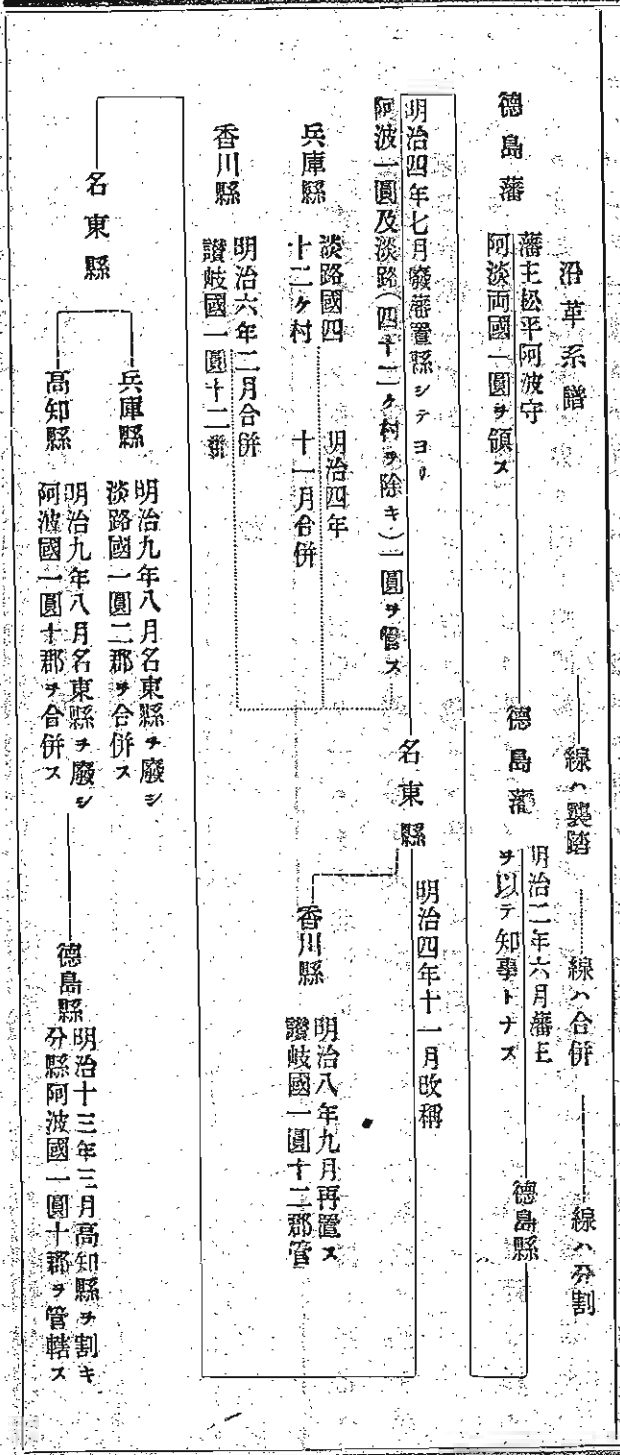 沿革系譜
線ハ襲踏
線ハ合併
線ハ分割
德島藩
藩主松平阿波守
阿淡両國一圓ヲ領ス
德島藩
明治二年六月藩主
ヲ以テ知事トナス
德島縣
明治四年七月廢藩置縣シテヨリ
阿波一圓及淡路(四十二ヶ村ヲ除キ)一圓ヲ管ス
名東縣
明治四年十一月改稱
兵庫縣
淡路國四
十二ヶ村
明治四年
十一月合併
香川縣
明治八年九月再置ス
讃岐國一圓十二郡管
香川縣
明治六年二月合併
讃岐國一圓十二郡
名東縣
兵庫縣
明治九年八月名東縣ヲ廢シ
淡路國一圓二郡ヲ合併ス
高知縣
明治九年八月名東縣ヲ廢シ
阿波國一圓十郡ヲ合併ス
德島縣
明治十三年三月高知縣ヲ割キ
分縣阿波國一圓十郡ヲ管轄ス